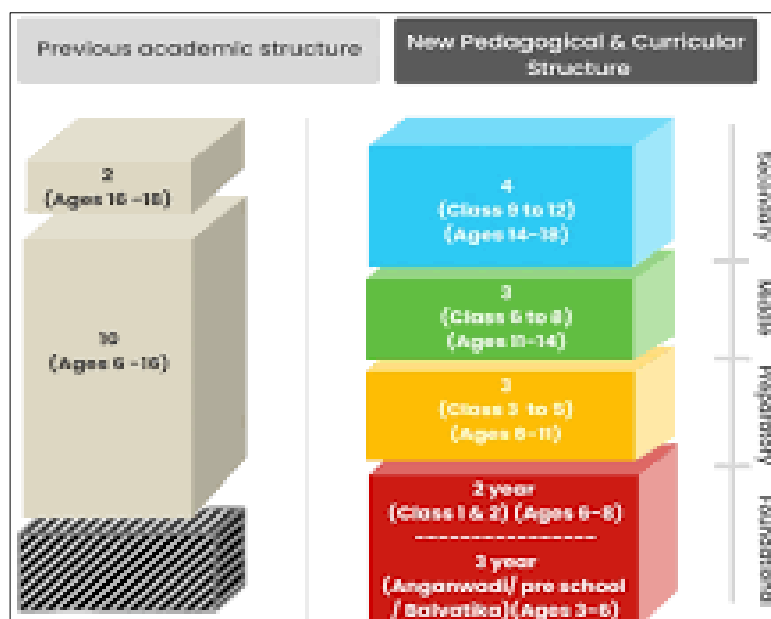 Previous academic structure
New Pedagogical & Curricular
Structure
2
(Ages 16-18)
10
(Ages 6-16)
4
(Class 9 to 12)
(Ages 14-18)
3
(Class 6 to 8)
(Ages 11-14)
3
(Class 3 to 5)
(Ages 8-11)
2 year
(Class 1 & 2) (Ages 6-8)
3 year
(Anganwadi/ pre school
/ Balvatika)(Ages 3-6)
Secondary
Middle
Preparatory
Foundational